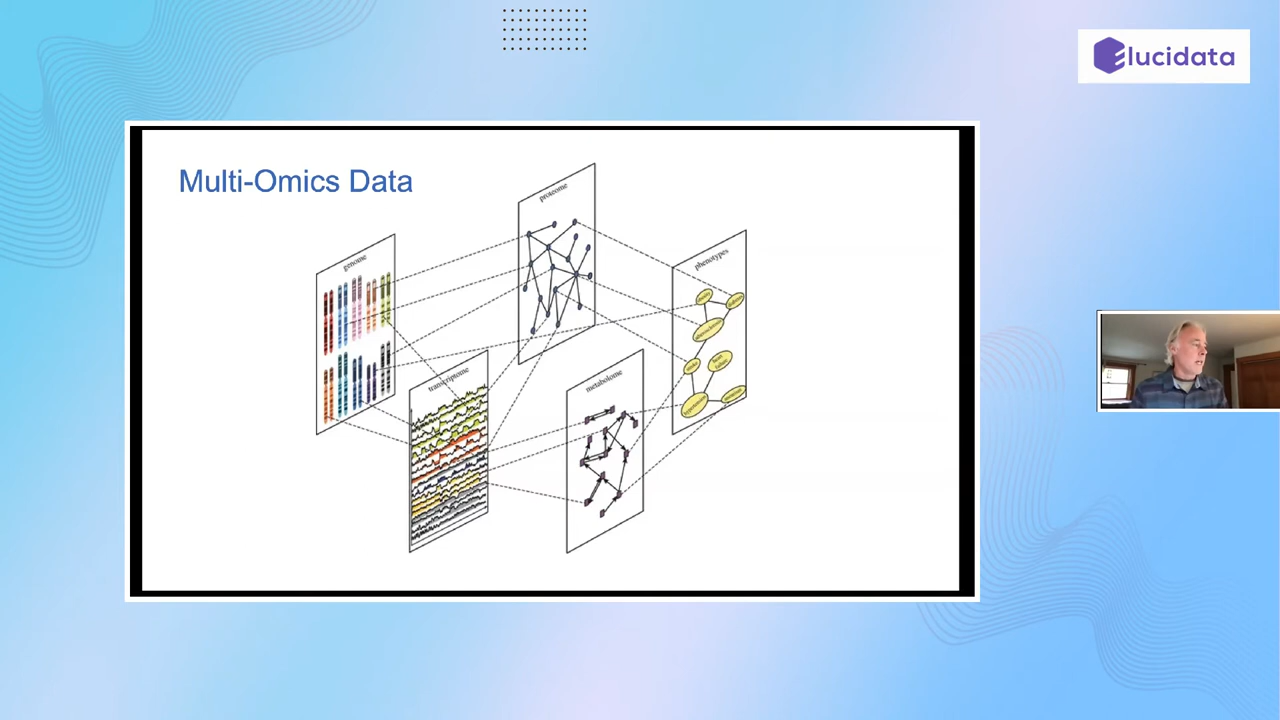 Elucidata
Multi-Omics Data
proteome
genome
phenotypes
transcriptome
metabolome